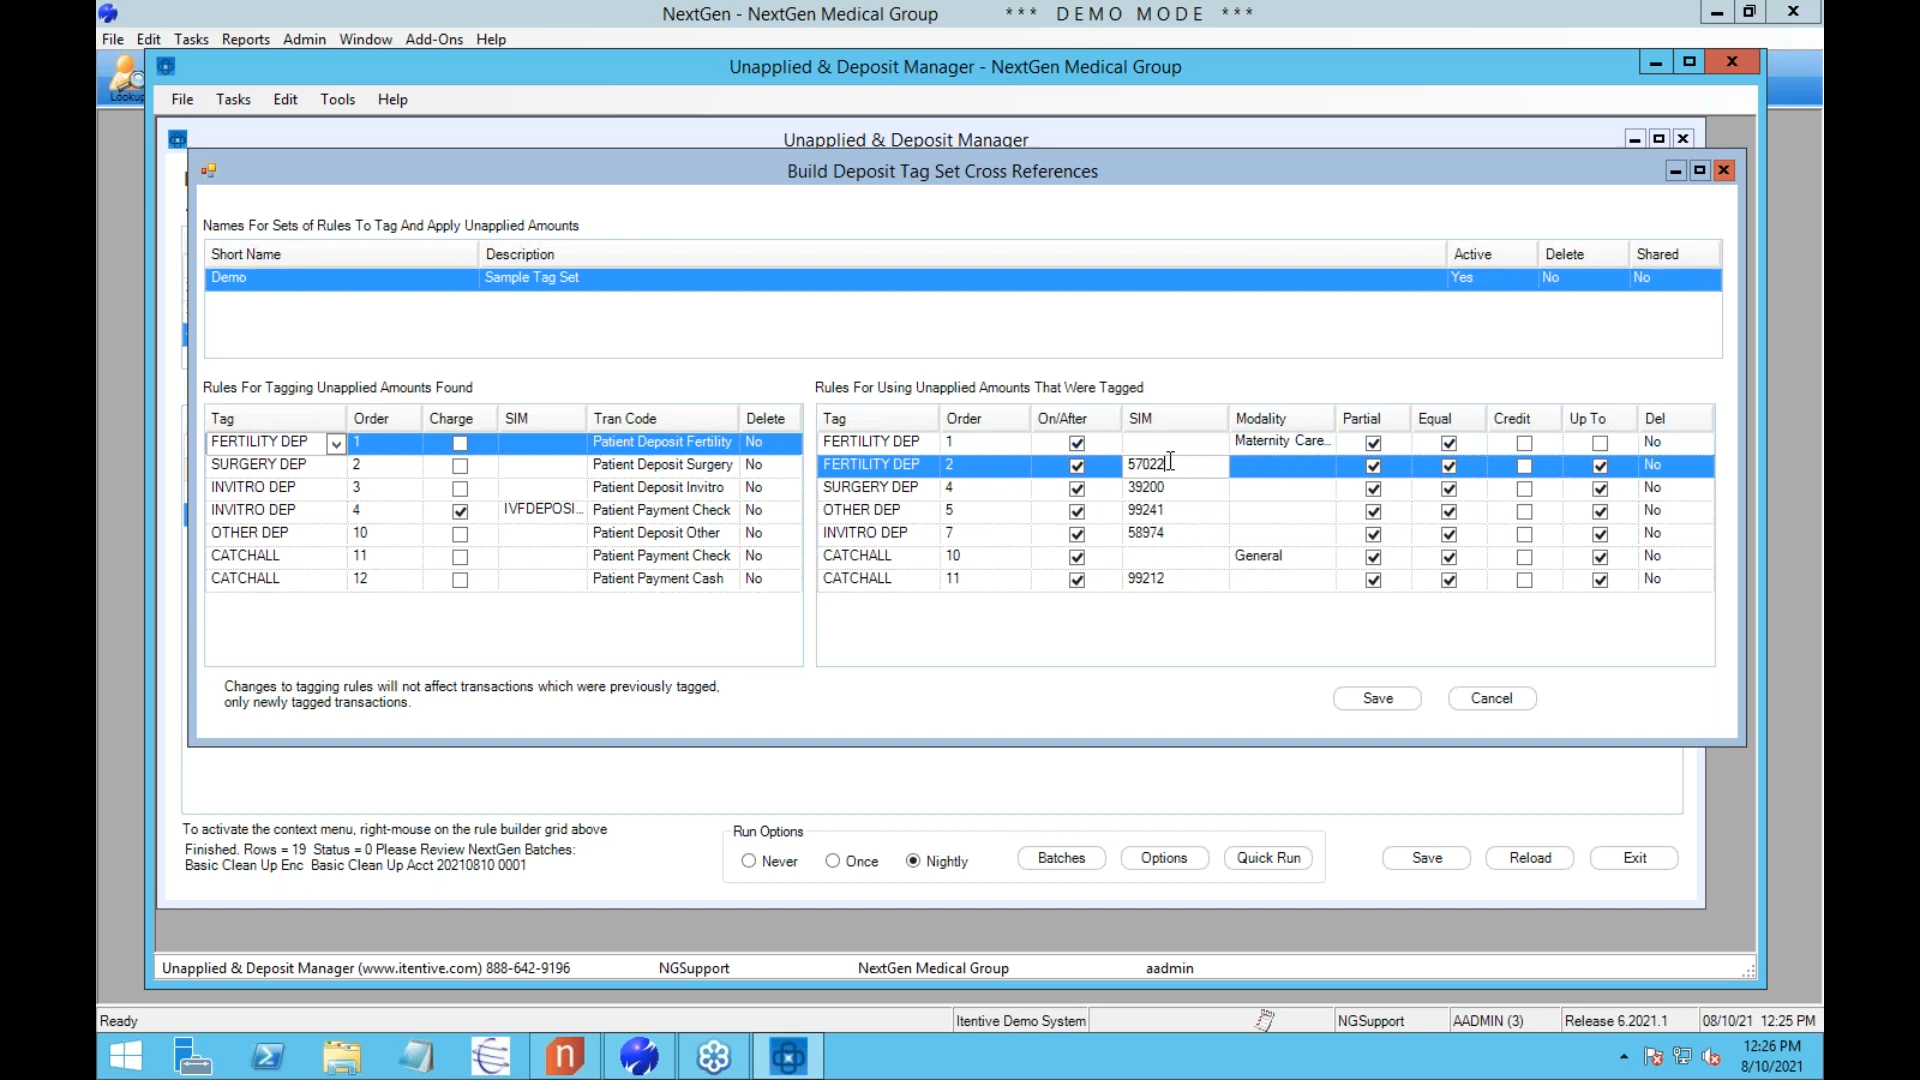 NextGen - NextGen Medical Group *** DEMO MODE ***
File Edit Tasks Reports Admin Window Add-Ons Help
Unapplied & Deposit Manager - NextGen Medical Group
File Tasks Edit Tools Help
Unapplied & Deposit Manager
Build Deposit Tag Set Cross References
Names For Sets of Rules To Tag And Apply Unapplied Amounts
Short Name Description Active Delete Shared
Demo Sample Tag Set Yes No No
Rules For Tagging Unapplied Amounts Found
Tag Order Charge SIM Tran Code Delete
FERTILITY DEP 1 Patient Deposit Fertility No
SURGERY DEP 2 Patient Deposit Surgery No
INVITRO DEP 3 Patient Deposit Invitro No
INVITRO DEP 4 IVFDEPOSI... Patient Payment Check No
OTHER DEP 10 Patient Deposit Other No
CATCHALL 11 Patient Payment Check No
CATCHALL 12 Patient Payment Cash No
Changes to tagging rules will not affect transactions which were previously tagged,
only newly tagged transactions.
Rules For Using Unapplied Amounts That Were Tagged
Tag Order On/After SIM Modality Partial Equal Credit Up To Del
FERTILITY DEP 1 Maternity Care... No
FERTILITY DEP 2 57022 No
SURGERY DEP 4 39200 No
OTHER DEP 5 99241 No
INVITRO DEP 7 58974 No
CATCHALL 10 General No
CATCHALL 11 99212 No
Save Cancel
To activate the context menu, right-mouse on the rule builder grid above
Finished. Rows = 19 Status = 0 Please Review NextGen Batches:
Basic Clean Up Enc Basic Clean Up Acct 20210810 0001
Run Options
Never Once Nightly Batches Options Quick Run Save Reload Exit
Unapplied & Deposit Manager (www.itentive.com) 888-642-9196 NGSupport NextGen Medical Group aadmin
Ready Itentive Demo System NGSupport AADMIN (3) Release 6.2021.1 08/10/21 12:25 PM
12:26 PM
8/10/2021